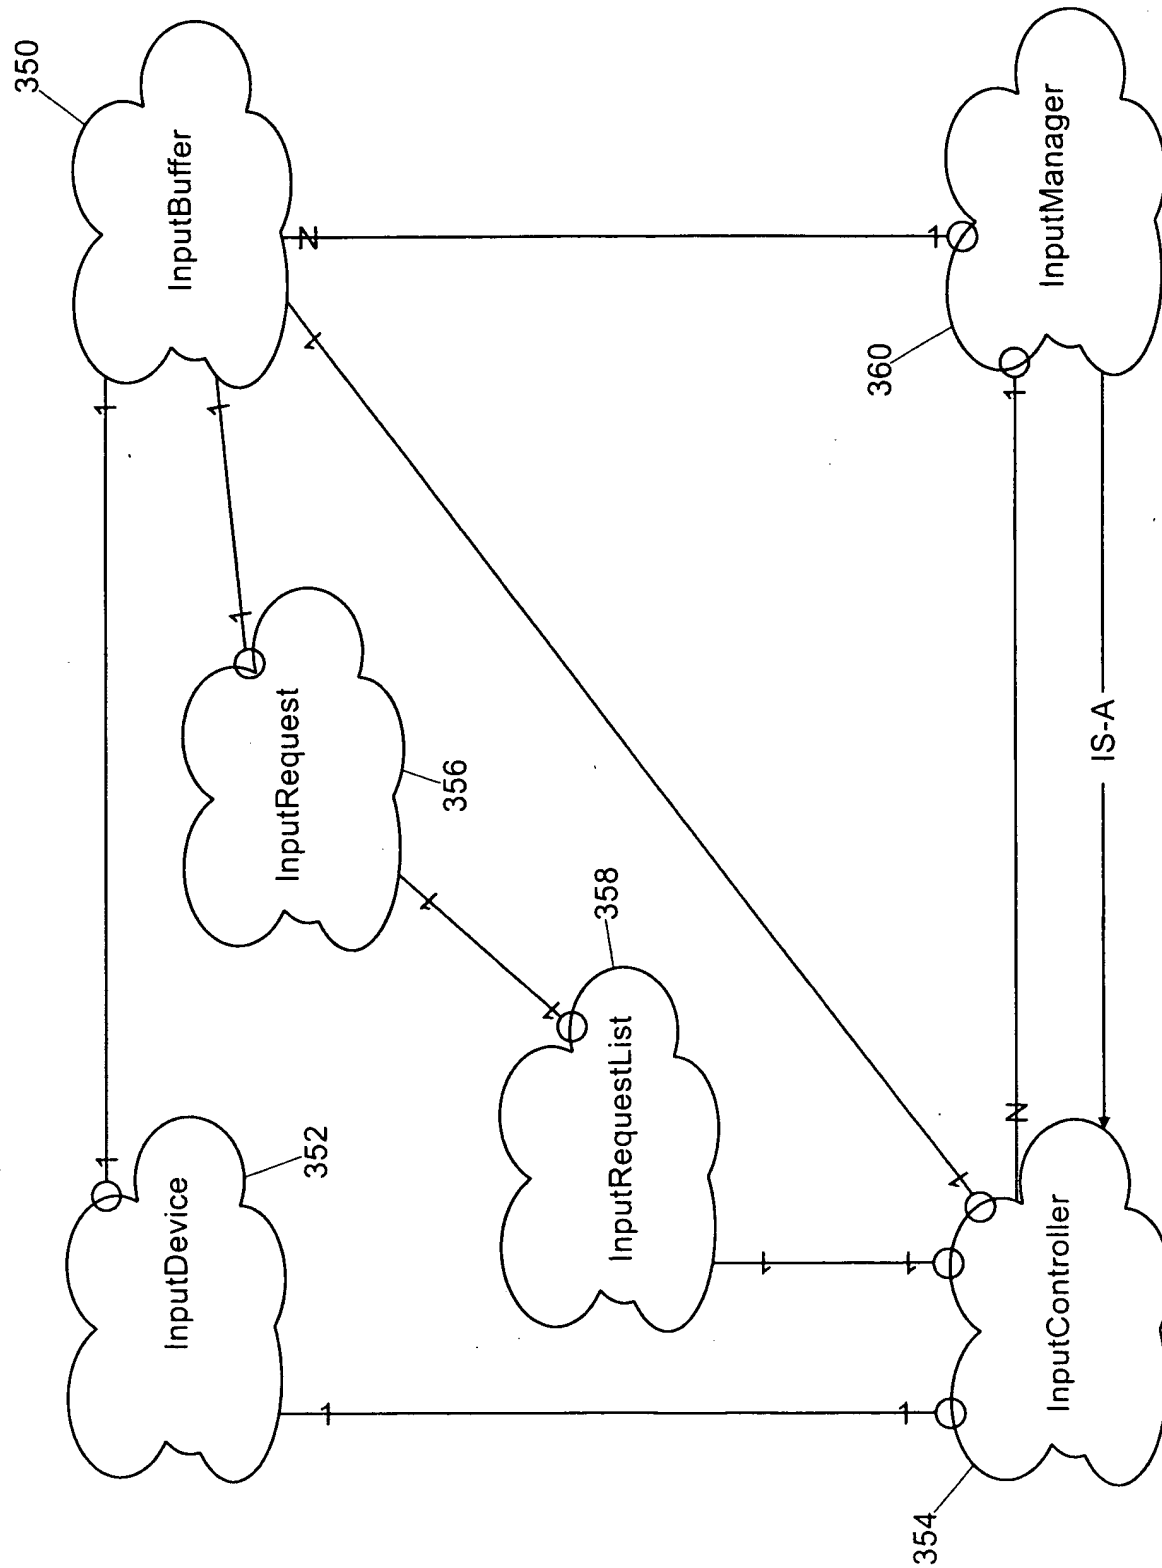 InputDevice
352
1
1
InputBuffer
350
1
1
InputRequest
356
1
1
1
1
InputRequestList
358
1
1
1
1
N
1
InputController
354
N
1
IS-A
InputManager
360